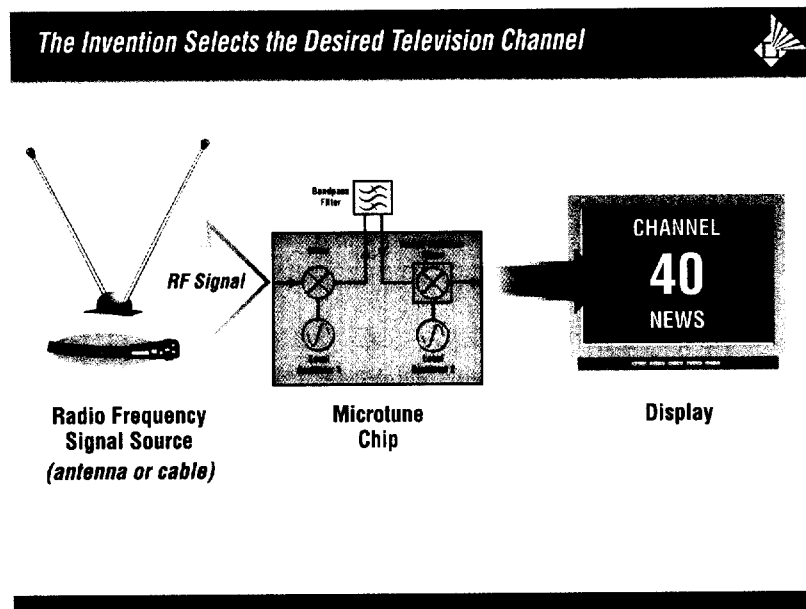 The Invention Selects the Desired Television Channel
Bandpass
Filter
RF Signal
CHANNEL
40
NEWS
Radio Frequency
Signal Source
(antenna or cable)
Microtune
Chip
Display